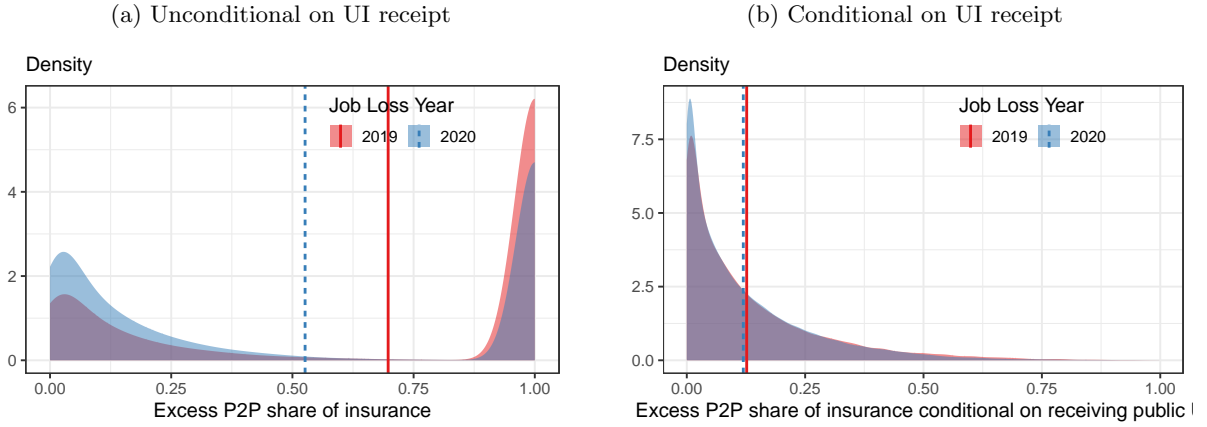 (a) Unconditional on UI receipt
Density
Job Loss Year
2019 2020
6
4
2
0
0.00 0.25 0.50 0.75 1.00
Excess P2P share of insurance
(b) Conditional on UI receipt
Density
Job Loss Year
2019 2020
7.5
5.0
2.5
0.0
0.00 0.25 0.50 0.75 1.00
Excess P2P share of insurance conditional on receiving public